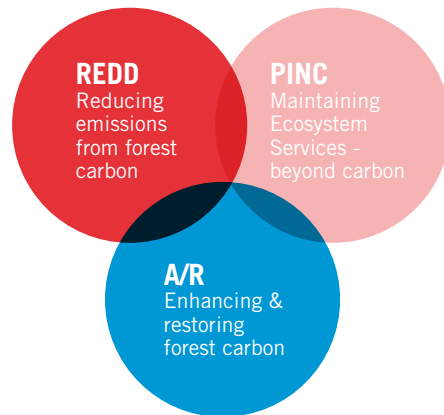 REDD
Reducing
emissions
from forest
carbon
PINC
Maintaining
Ecosystem
Services -
beyond carbon
A/R
Enhancing &
restoring
forest carbon